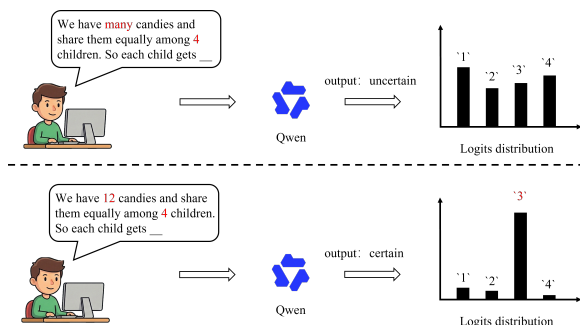 We have many candies and
share them equally among 4
children. So each child gets __
output: uncertain
Qwen
`1`
`2`
`3`
`4`
Logits distribution
We have 12 candies and share
them equally among 4 children.
So each child gets __
output: certain
Qwen
`1`
`2`
`3`
`4`
Logits distribution